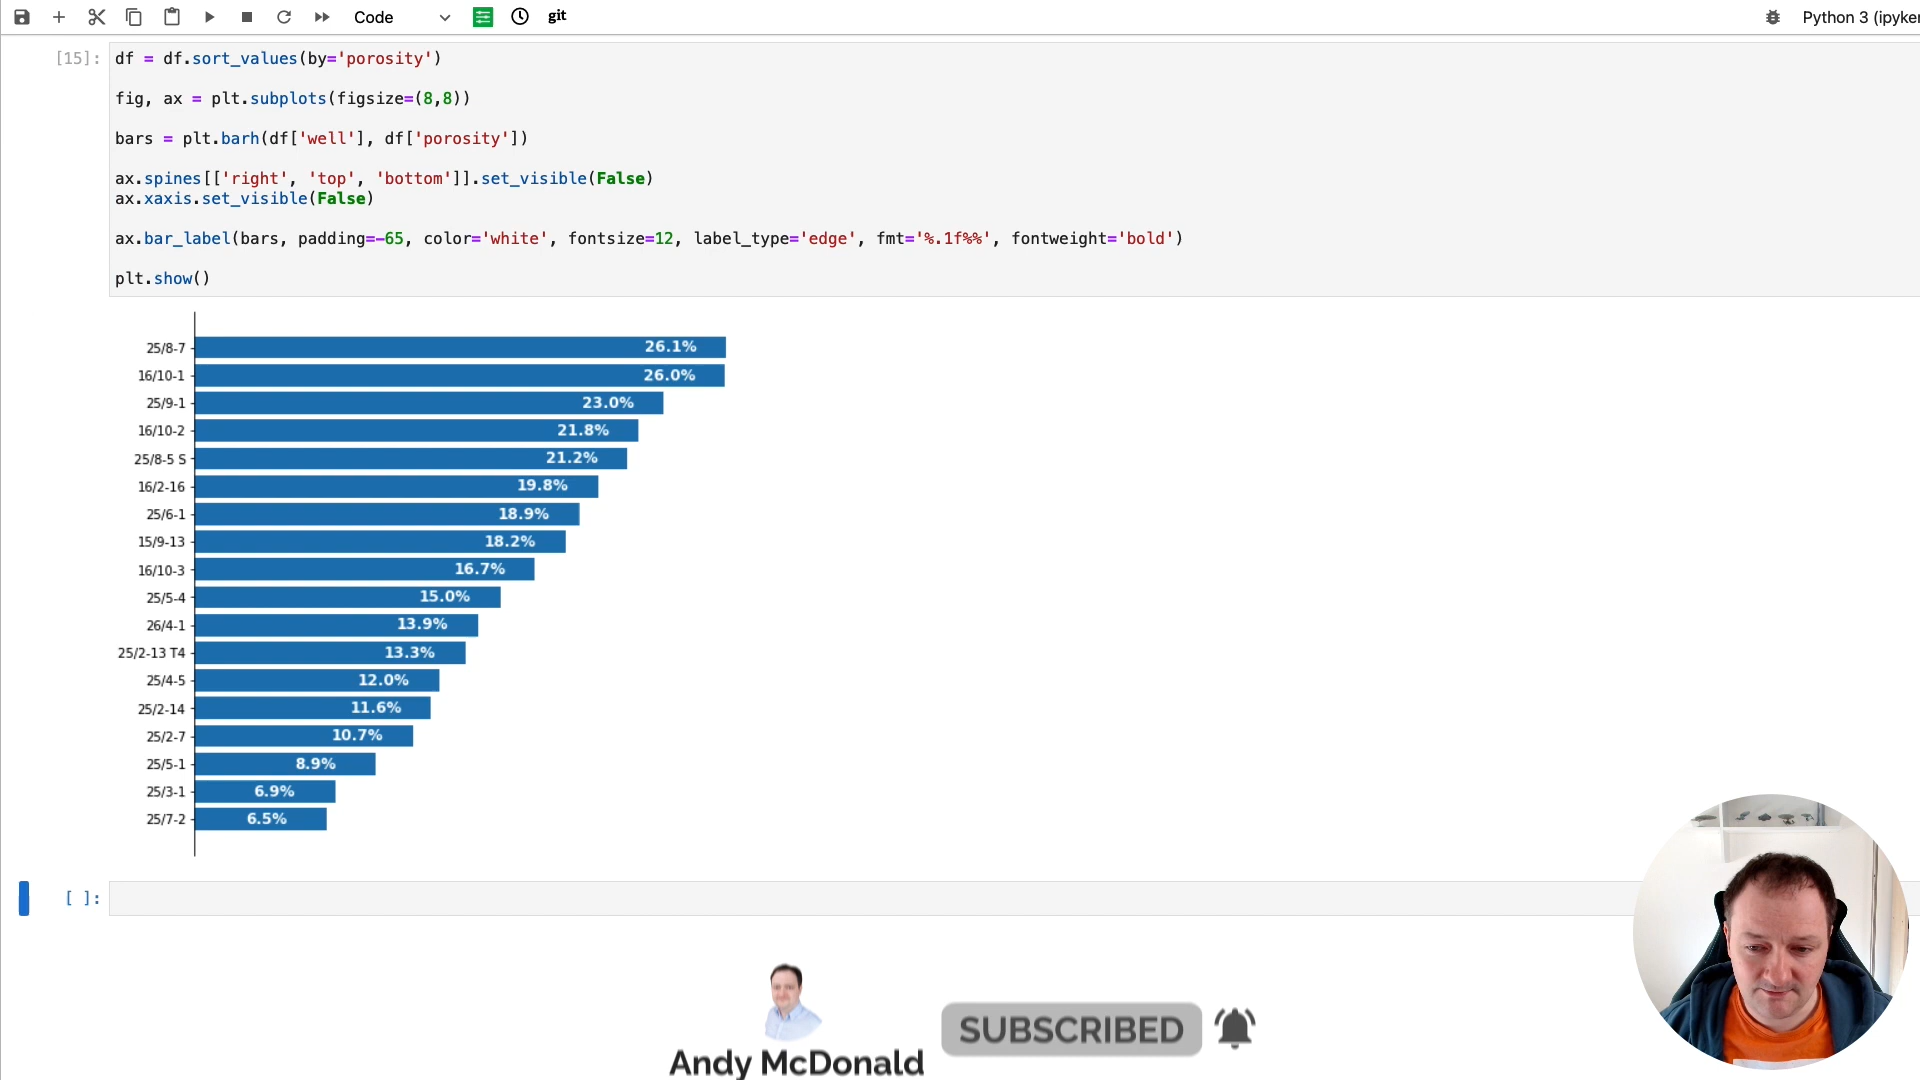 Code
git
Python 3 (ipyker
[15]:
df = df.sort_values(by='porosity')
fig, ax = plt.subplots(figsize=(8,8))
bars = plt.barh(df['well'], df['porosity'])
ax.spines[['right', 'top', 'bottom']].set_visible(False)
ax.xaxis.set_visible(False)
ax.bar_label(bars, padding=-65, color='white', fontsize=12, label_type='edge', fmt='%.1f%%', fontweight='bold')
plt.show()
25/8-7 26.1%
16/10-1 26.0%
25/9-1 23.0%
16/10-2 21.8%
25/8-5 S 21.2%
16/2-16 19.8%
25/6-1 18.9%
15/9-13 18.2%
16/10-3 16.7%
25/5-4 15.0%
26/4-1 13.9%
25/2-13 T4 13.3%
25/4-5 12.0%
25/2-14 11.6%
25/2-7 10.7%
25/5-1 8.9%
25/3-1 6.9%
25/7-2 6.5%
[ ]:
SUBSCRIBED
Andy McDonald